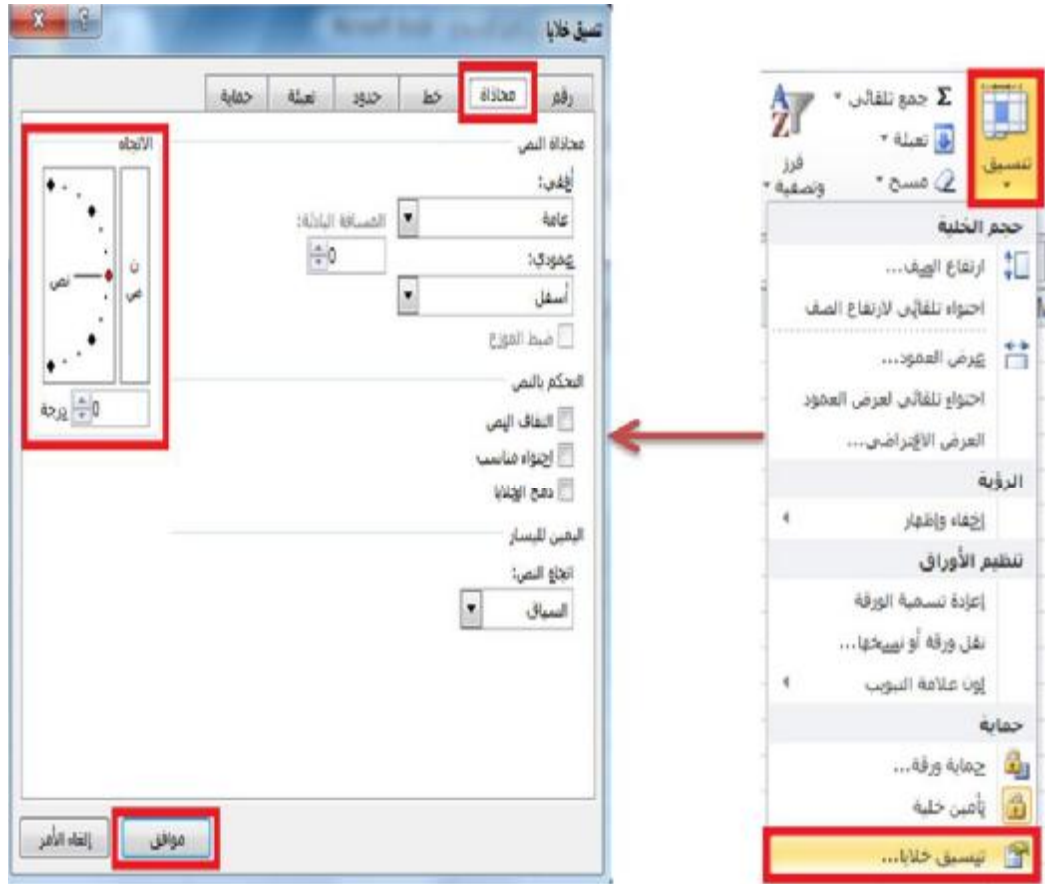 Σ جمع تلقائي
تعبئة
مسح
فرز
وتصفية
تنسيق
حجم الخلية
ارتفاع الصف...
احتواء تلقائي لارتفاع الصف
عرض العمود...
احتواء تلقائي لعرض العمود
العرض الافتراضي...
الرؤية
إخفاء وإظهار
تنظيم الأوراق
إعادة تسمية الورقة
نقل ورقة أو نسخها...
لون علامة التبويب
حماية
حماية ورقة...
تأمين خلية
تنسيق خلايا...
تنسيق خلايا
رقم محاذاة خط حدود تعبئة حماية
محاذاة النص
أفقي:
عامة
المسافة البادئة:
0
عمودي:
أسفل
ضبط الموزع
التحكم بالنص
التفاف النص
احتواء مناسب
دمج الخلايا
اليمين لليسار
اتجاه النص:
السياق
الاتجاه
ن
ص
نص
0 درجة
موافق
إلغاء الأمر